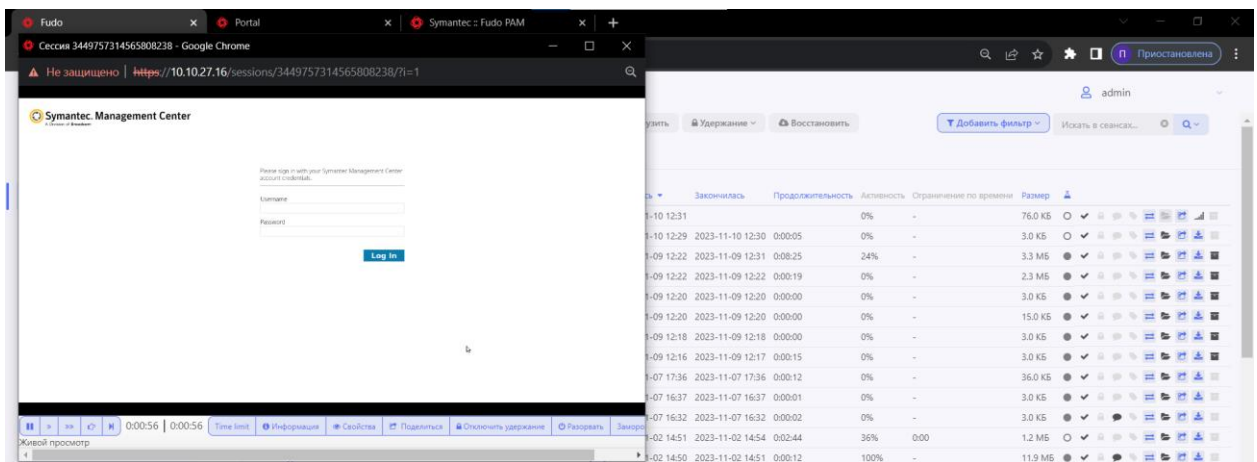 Fudo
Portal
Symantec :: Fudo PAM
Сессия 3449757314565808238 - Google Chrome
Не защищено | https://10.10.27.16/sessions/3449757314565808238/?i=1
П Приостановлена
admin
Symantec. Management Center
Please sign in with your Symantec Management Center
account credentials.
Username
Password
Log In
узить Удержание Восстановить Добавить фильтр Искать в сеансах...
сь Закончилась Продолжительность Активность Ограничение по времени Размер
1-10 12:31 0% - 76.0 КБ
1-10 12:29 2023-11-10 12:30 0:00:05 0% - 3.0 КБ
1-09 12:22 2023-11-09 12:31 0:08:25 24% - 3.3 МБ
1-09 12:22 2023-11-09 12:22 0:00:19 0% - 2.3 МБ
1-09 12:20 2023-11-09 12:20 0:00:00 0% - 3.0 КБ
1-09 12:20 2023-11-09 12:20 0:00:00 0% - 15.0 КБ
1-09 12:18 2023-11-09 12:18 0:00:00 0% - 3.0 КБ
1-09 12:16 2023-11-09 12:17 0:00:15 0% - 3.0 КБ
1-07 17:36 2023-11-07 17:36 0:00:12 0% - 36.0 КБ
1-07 16:37 2023-11-07 16:37 0:00:01 0% - 3.0 КБ
1-07 16:32 2023-11-07 16:32 0:00:02 0% - 3.0 КБ
1-02 14:51 2023-11-02 14:54 0:02:44 36% 0:00 1.2 МБ
1-02 14:50 2023-11-02 14:51 0:00:12 100% - 11.9 МБ
0:00:56 | 0:00:56 Time limit Информация Свойства Поделиться Отключить удержание Разорвать Заморо
Живой просмотр